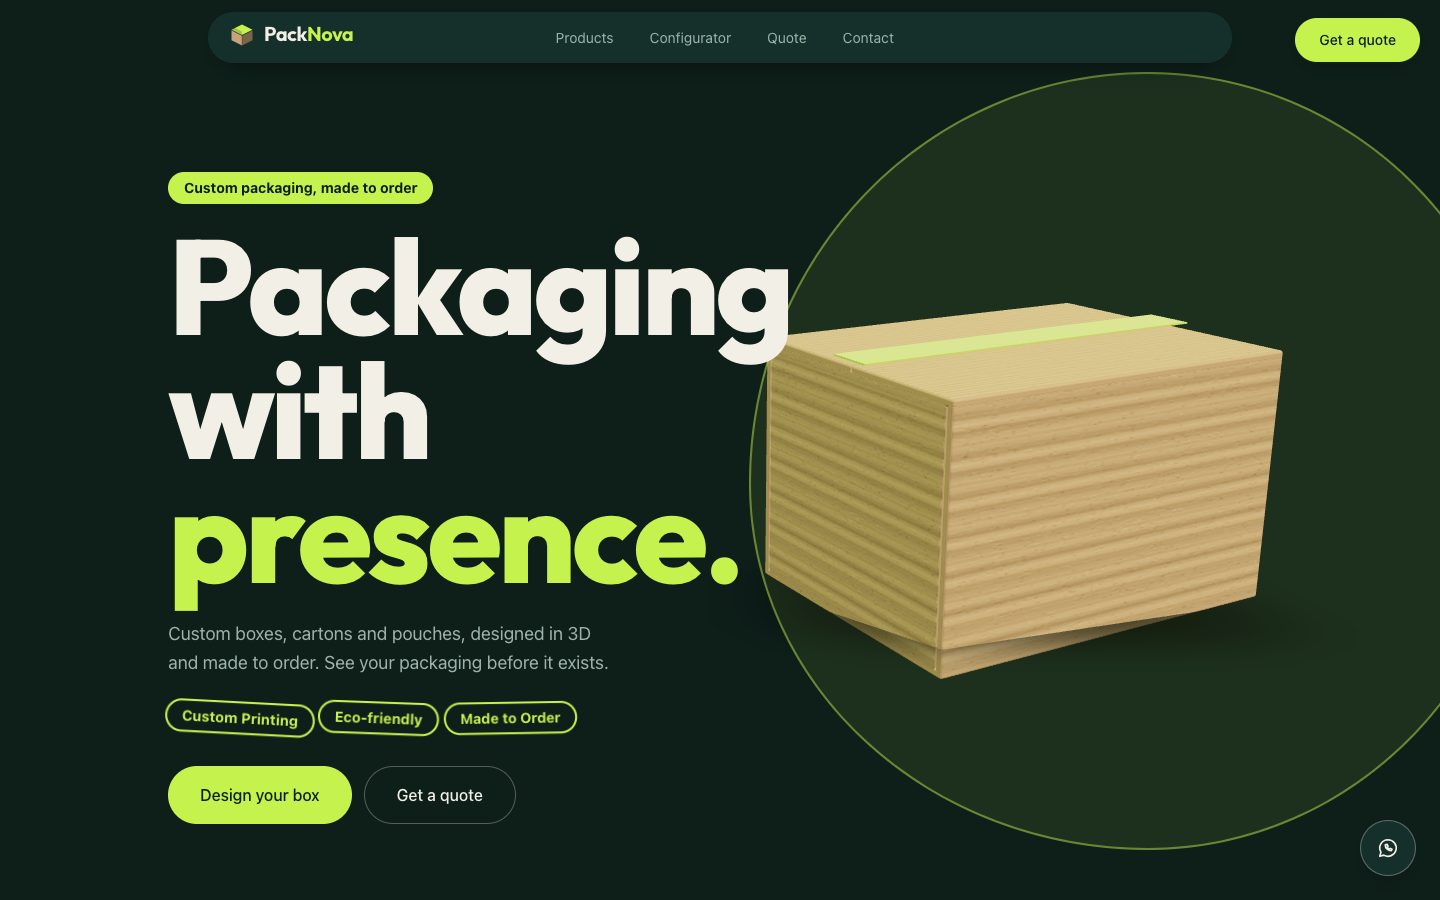 PackNova
Products
Configurator
Quote
Contact
Get a quote
Custom packaging, made to order
Packaging
with
presence.
Custom boxes, cartons and pouches, designed in 3D
and made to order. See your packaging before it exists.
Custom Printing
Eco-friendly
Made to Order
Design your box
Get a quote